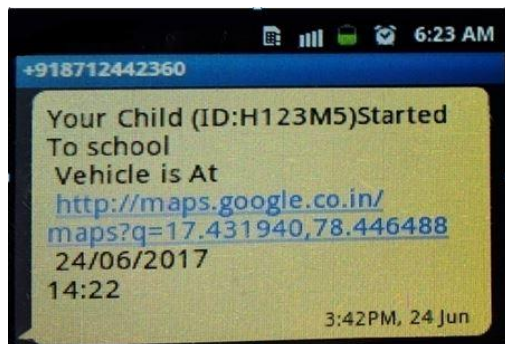 6:23 AM
+918712442360
Your Child (ID:H123M5)Started
To school
Vehicle is At
http://maps.google.co.in/
maps?q=17.431940,78.446488
24/06/2017
14:22
3:42PM, 24 Jun